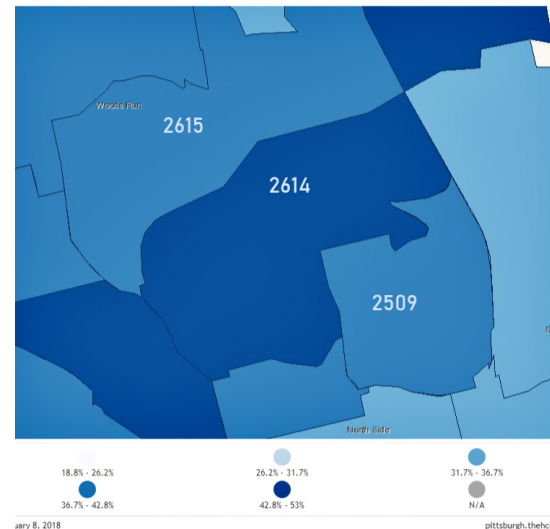 Woods Run
2615
2614
2509
North Side
18.8% - 26.2%
26.2% - 31.7%
31.7% - 36.7%
36.7% - 42.8%
42.8% - 53%
N/A
uary 8, 2018
pittsburgh.thehc